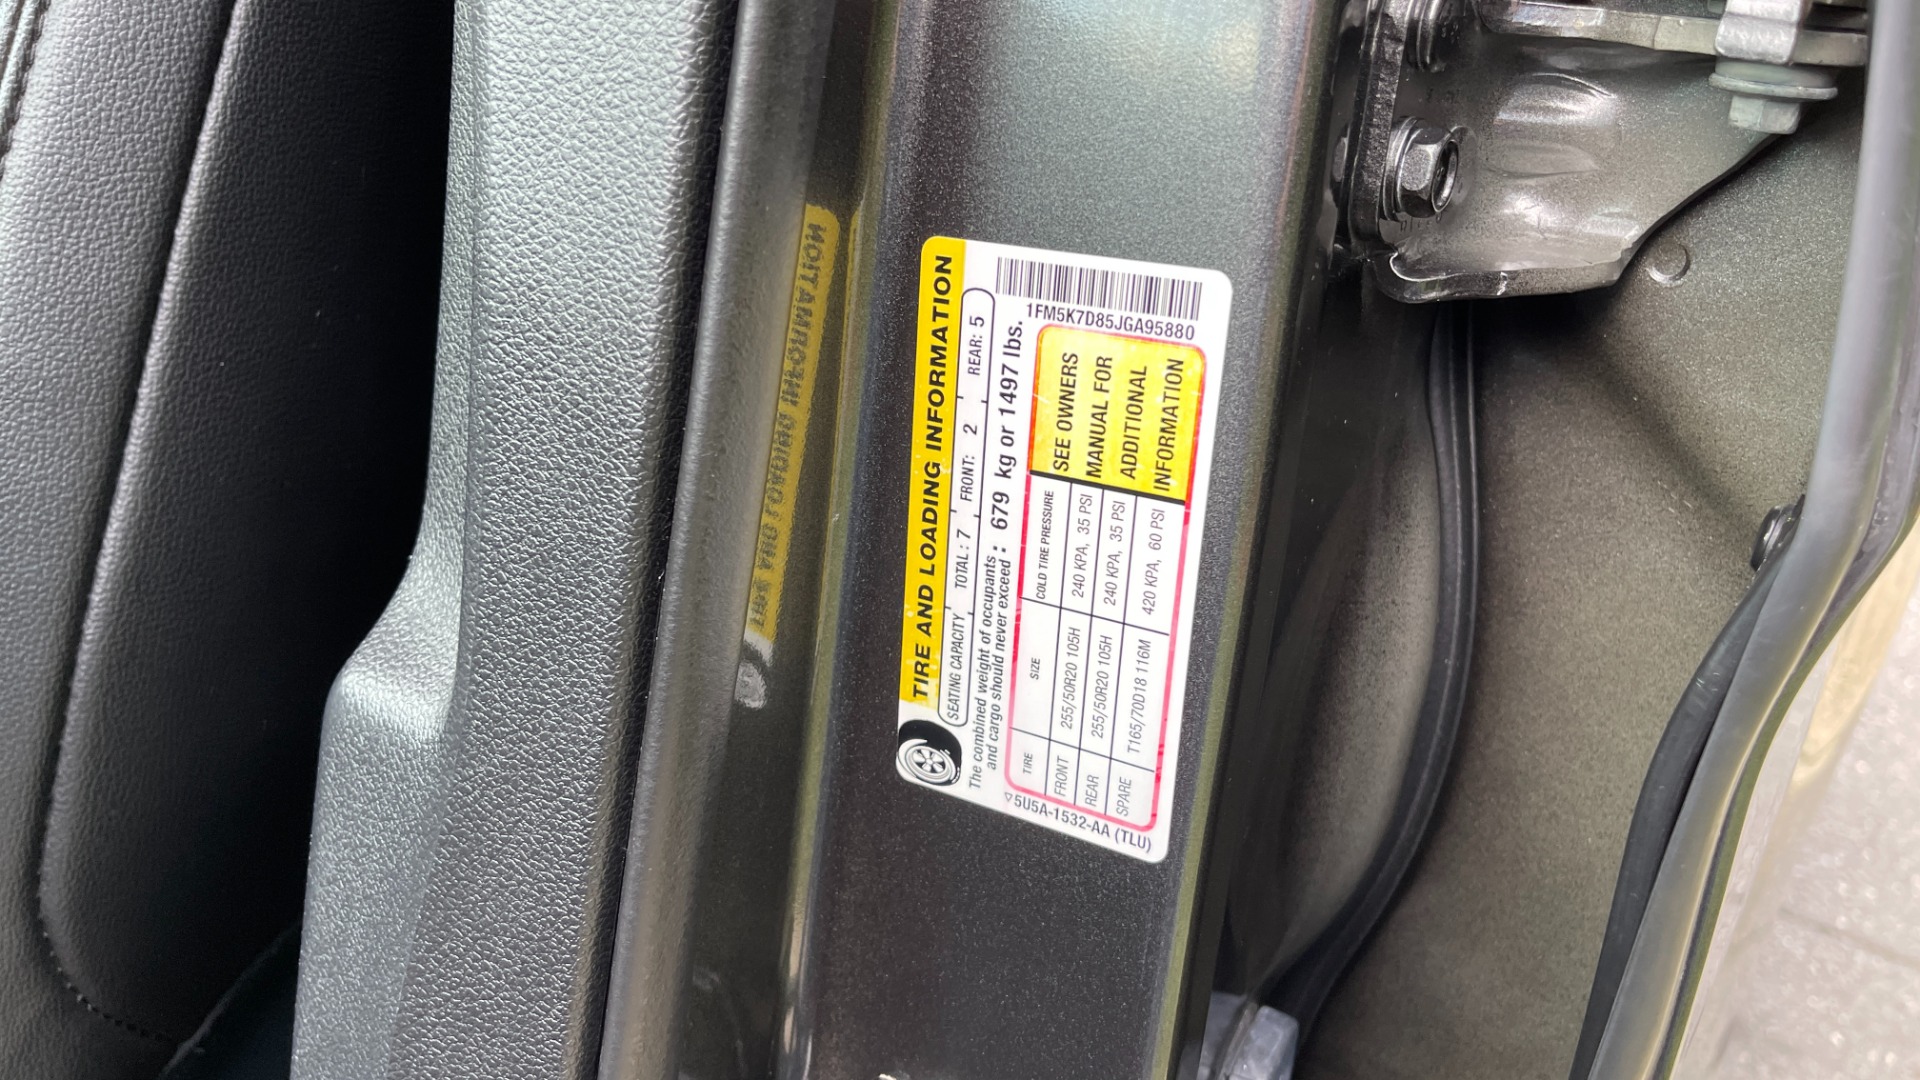 TIRE AND LOADING INFORMATION
SEATING CAPACITY TOTAL: 7 FRONT: 2 REAR: 5
The combined weight of occupants
and cargo should never exceed : 679 kg or 1497 lbs.
1FM5K7D85JGA95880
TIRE SIZE COLD TIRE PRESSURE
FRONT 255/50R20 105H 240 KPA, 35 PSI
REAR 255/50R20 105H 240 KPA, 35 PSI
SPARE T165/70D18 116M 420 KPA, 60 PSI
SEE OWNERS
MANUAL FOR
ADDITIONAL
INFORMATION
5U5A-1532-AA (TLU)